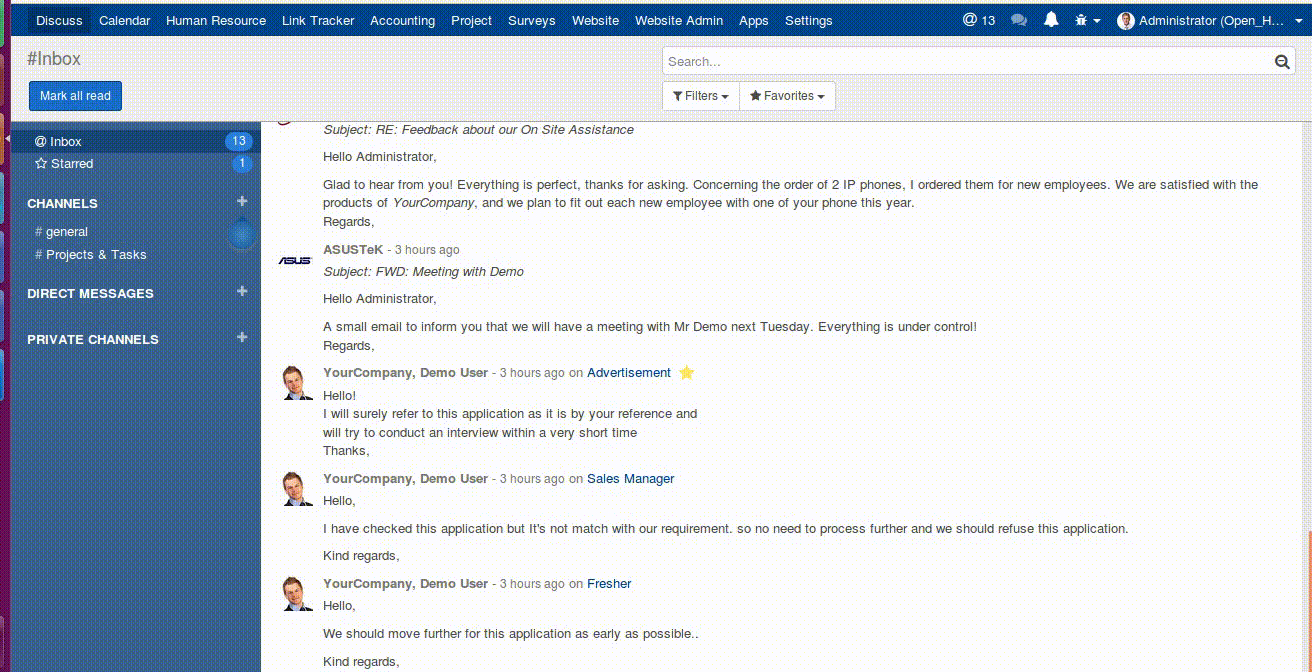 Discuss Calendar Human Resource Link Tracker Accounting Project Surveys Website Website Admin Apps Settings @ 13 Administrator (Open_H...
#Inbox
Search...
Mark all read
Filters
Favorites
@ Inbox 13
Starred 1
CHANNELS +
# general
# Projects & Tasks
DIRECT MESSAGES +
PRIVATE CHANNELS +
Subject: RE: Feedback about our On Site Assistance
Hello Administrator,
Glad to hear from you! Everything is perfect, thanks for asking. Concerning the order of 2 IP phones, I ordered them for new employees. We are satisfied with the
products of YourCompany, and we plan to fit out each new employee with one of your phone this year.
Regards,
ASUS
ASUSTeK - 3 hours ago
Subject: FWD: Meeting with Demo
Hello Administrator,
A small email to inform you that we will have a meeting with Mr Demo next Tuesday. Everything is under control!
Regards,
YourCompany, Demo User - 3 hours ago on Advertisement
Hello!
I will surely refer to this application as it is by your reference and
will try to conduct an interview within a very short time
Thanks,
YourCompany, Demo User - 3 hours ago on Sales Manager
Hello,
I have checked this application but It's not match with our requirement. so no need to process further and we should refuse this application.
Kind regards,
YourCompany, Demo User - 3 hours ago on Fresher
Hello,
We should move further for this application as early as possible..
Kind regards,